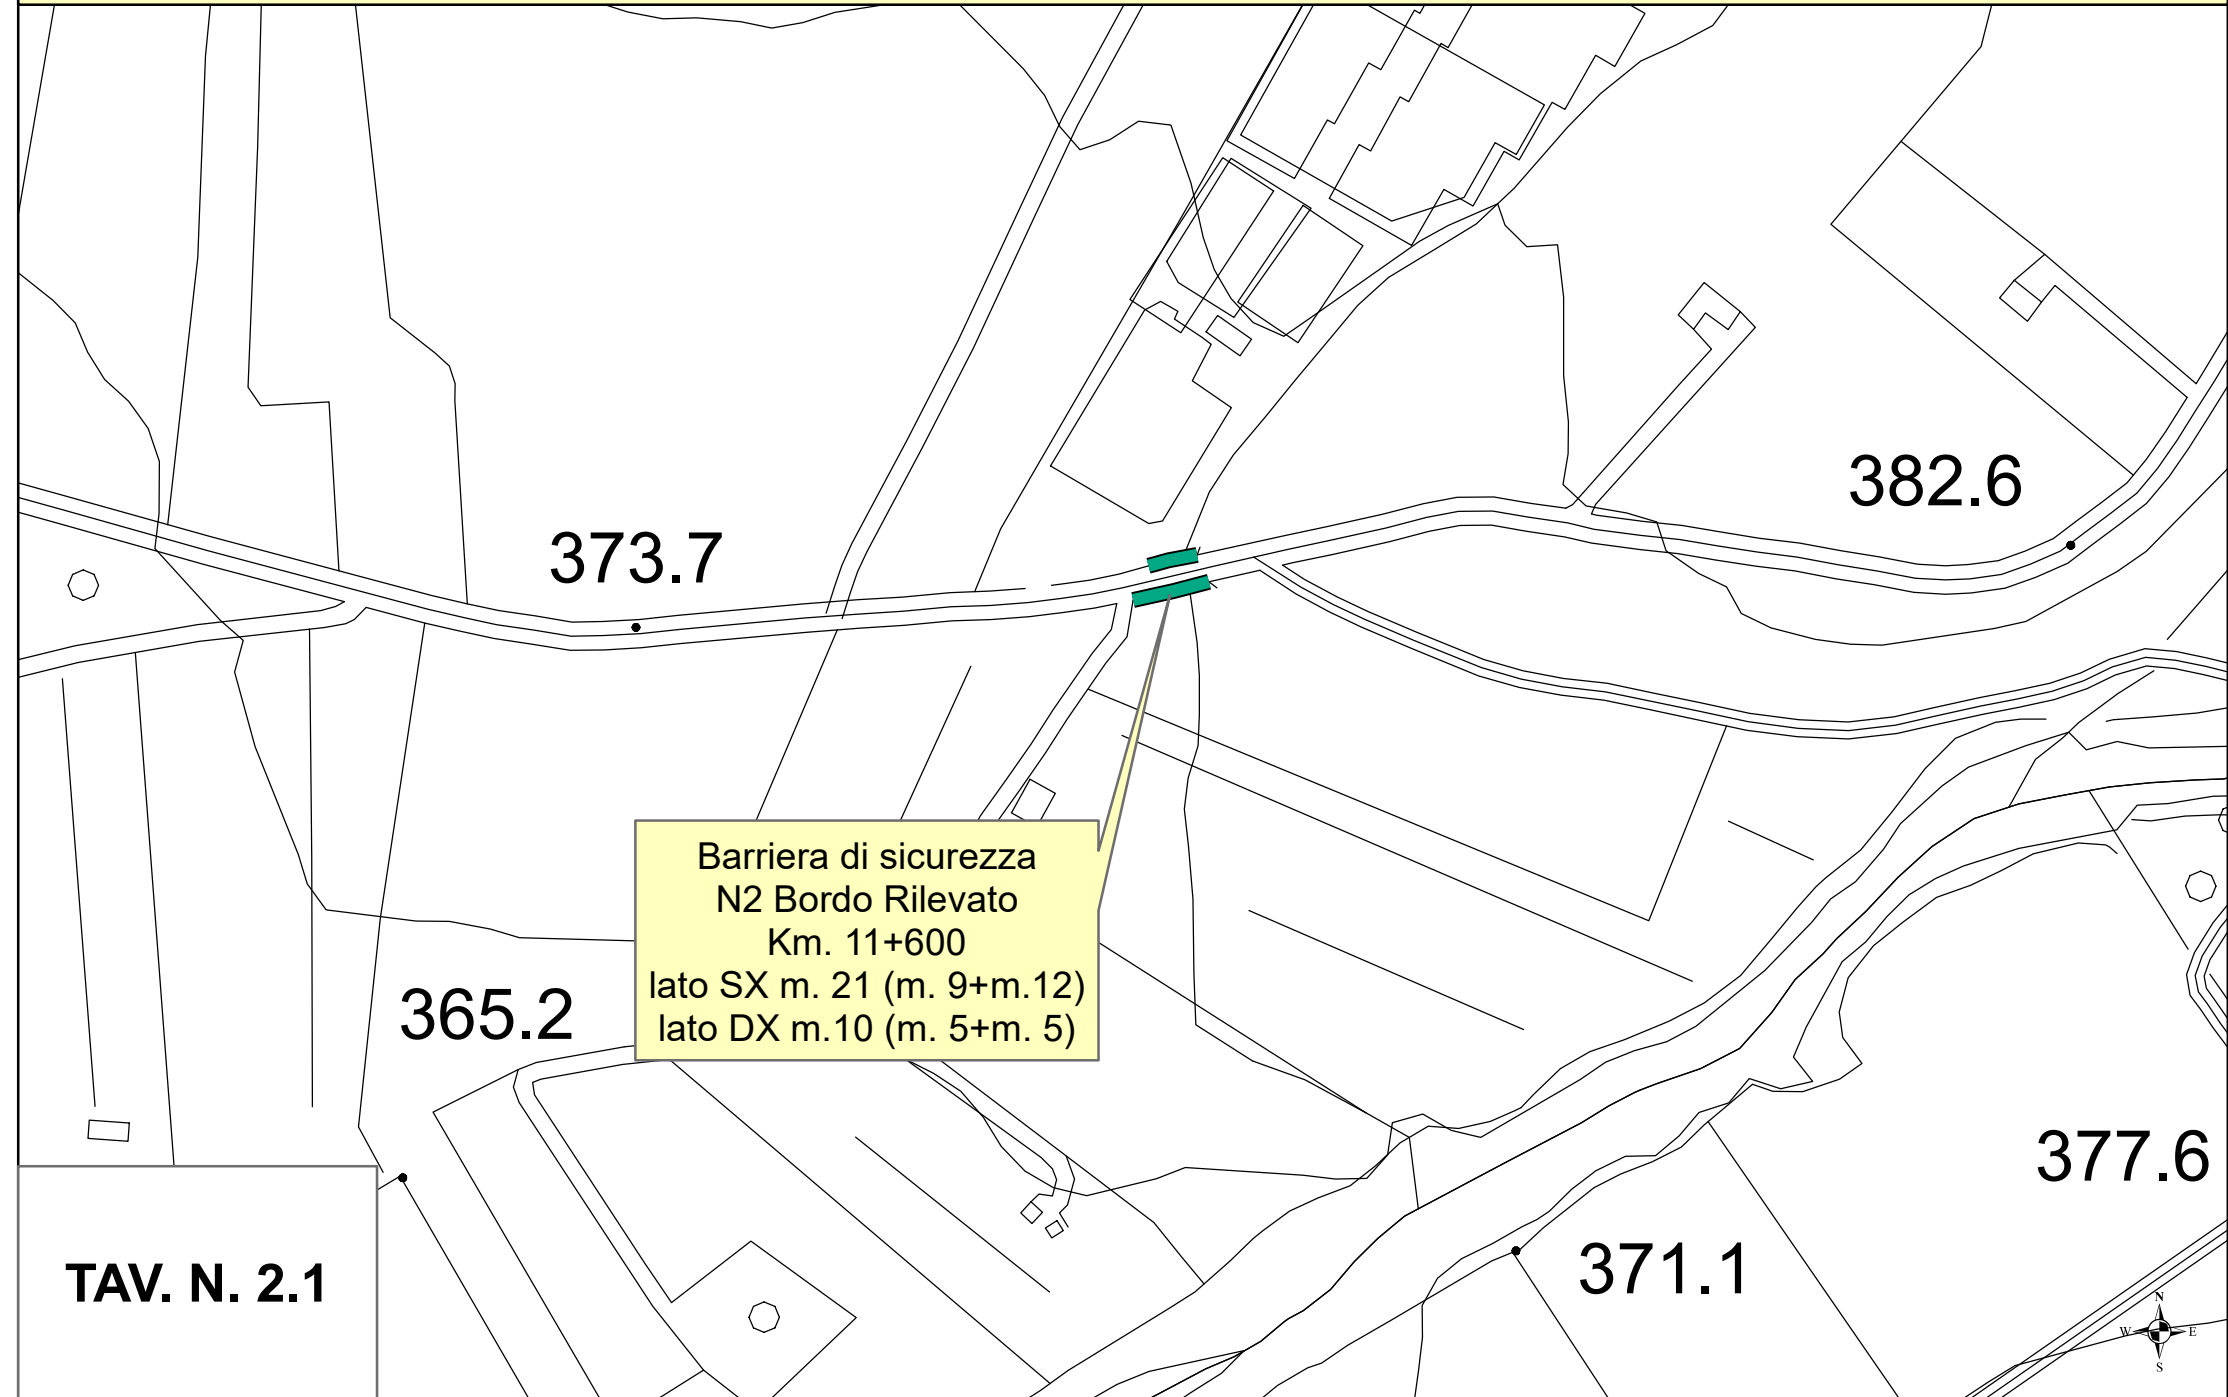 382.6
373.7
Barriera di sicurezza
N2 Bordo Rilevato
Km. 11+600
lato SX m. 21 (m. 9+m.12)
lato DX m.10 (m. 5+m. 5)
365.2
377.6
371.1
TAV. N. 2.1
N
W E
S